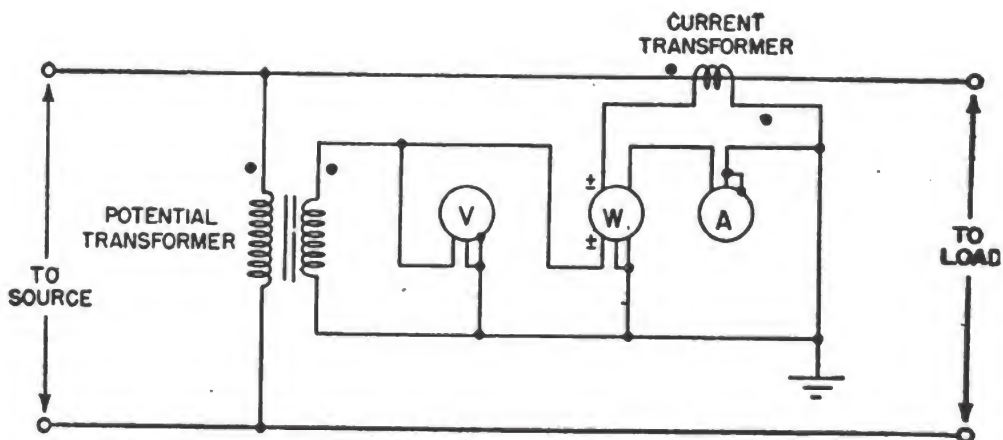 CURRENT
TRANSFORMER
POTENTIAL
TRANSFORMER
V
±
W
±
A
TO
SOURCE
TO
LOAD